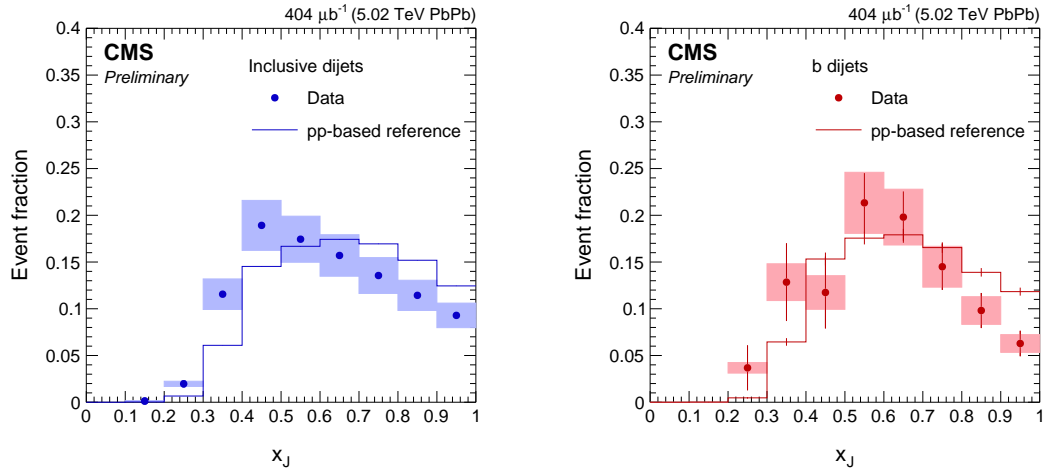 404 μb⁻¹ (5.02 TeV PbPb)
CMS
Preliminary
Inclusive dijets
Data
pp-based reference
Event fraction
0.4
0.35
0.3
0.25
0.2
0.15
0.1
0.05
0
0 0.1 0.2 0.3 0.4 0.5 0.6 0.7 0.8 0.9 1
x_J
404 μb⁻¹ (5.02 TeV PbPb)
CMS
Preliminary
b dijets
Data
pp-based reference
Event fraction
0.4
0.35
0.3
0.25
0.2
0.15
0.1
0.05
0
0 0.1 0.2 0.3 0.4 0.5 0.6 0.7 0.8 0.9 1
x_J